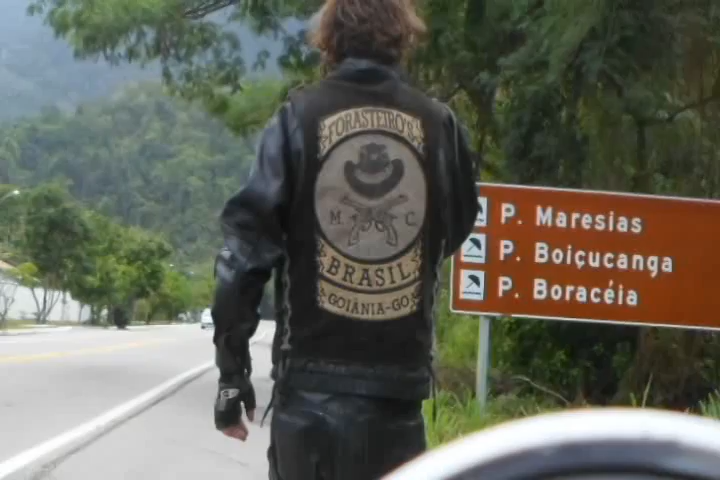 FORASTEIRO'S
M C
BRASIL
GOIÂNIA-GO
P. Maresias
P. Boiçucanga
P. Boracéia